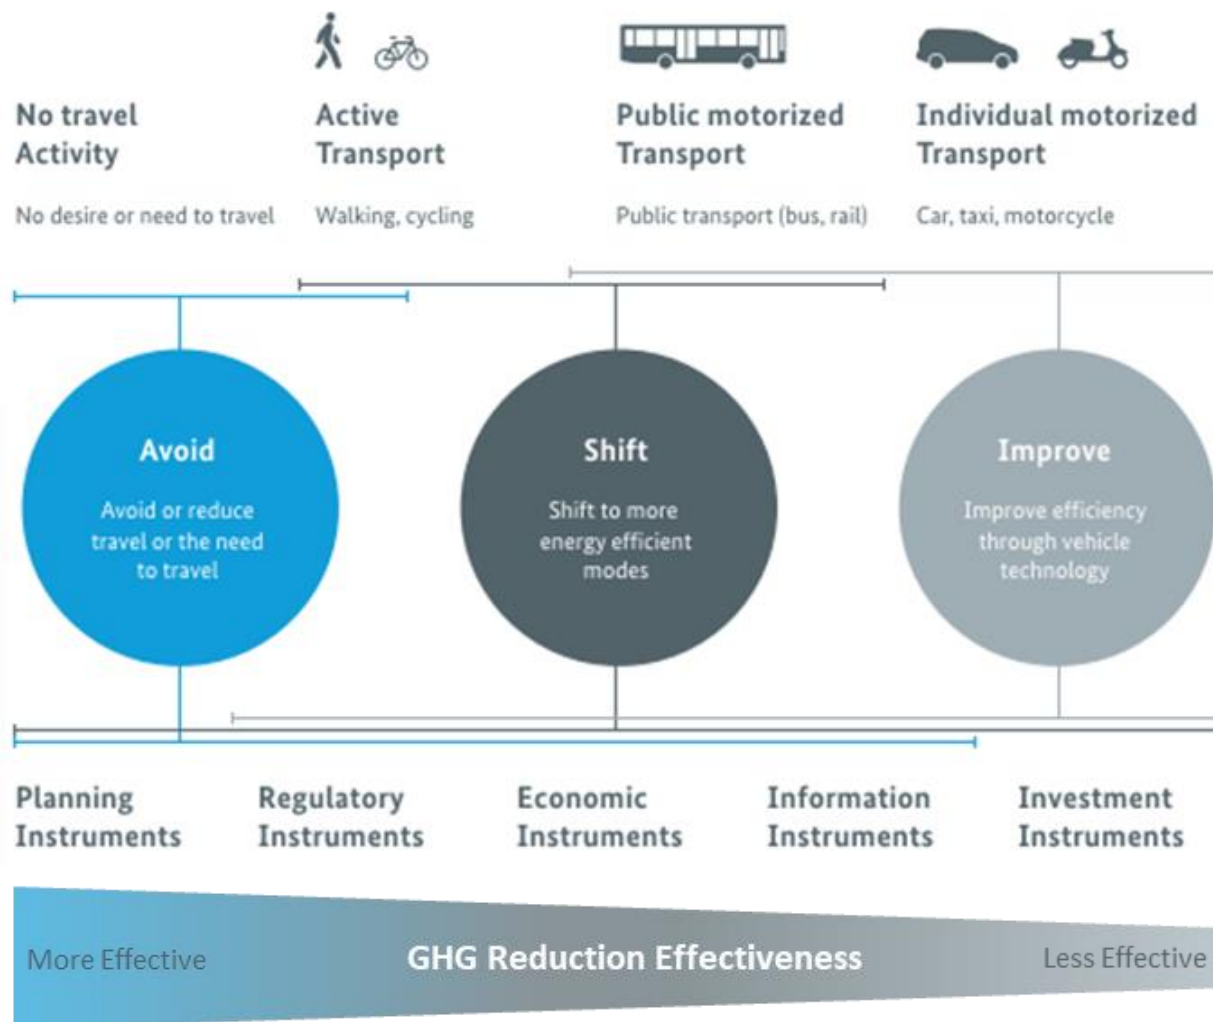 No travel
Activity
No desire or need to travel
Active
Transport
Walking, cycling
Public motorized
Transport
Public transport (bus, rail)
Individual motorized
Transport
Car, taxi, motorcycle
Avoid
Avoid or reduce
travel or the need
to travel
Shift
Shift to more
energy efficient
modes
Improve
Improve efficiency
through vehicle
technology
Planning
Instruments
Regulatory
Instruments
Economic
Instruments
Information
Instruments
Investment
Instruments
More Effective
GHG Reduction Effectiveness
Less Effective